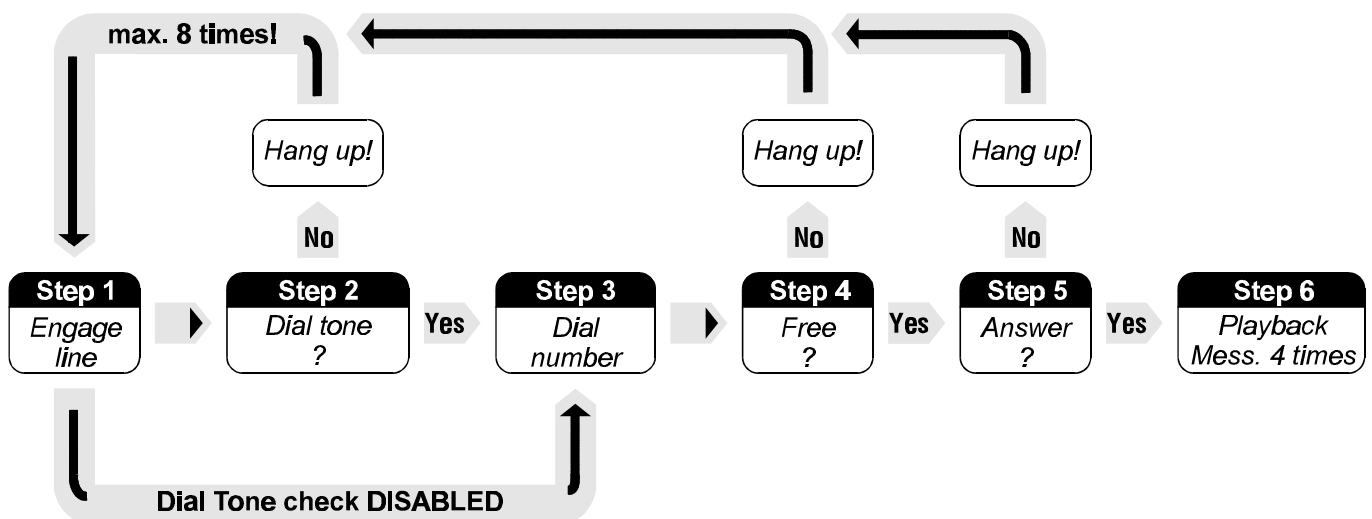 max. 8 times!
Hang up!
Hang up!
Hang up!
No
No
No
Step 1
Engage
line
Step 2
Dial tone
?
Yes
Step 3
Dial
number
Step 4
Free
?
Yes
Step 5
Answer
?
Yes
Step 6
Playback
Mess. 4 times
Dial Tone check DISABLED